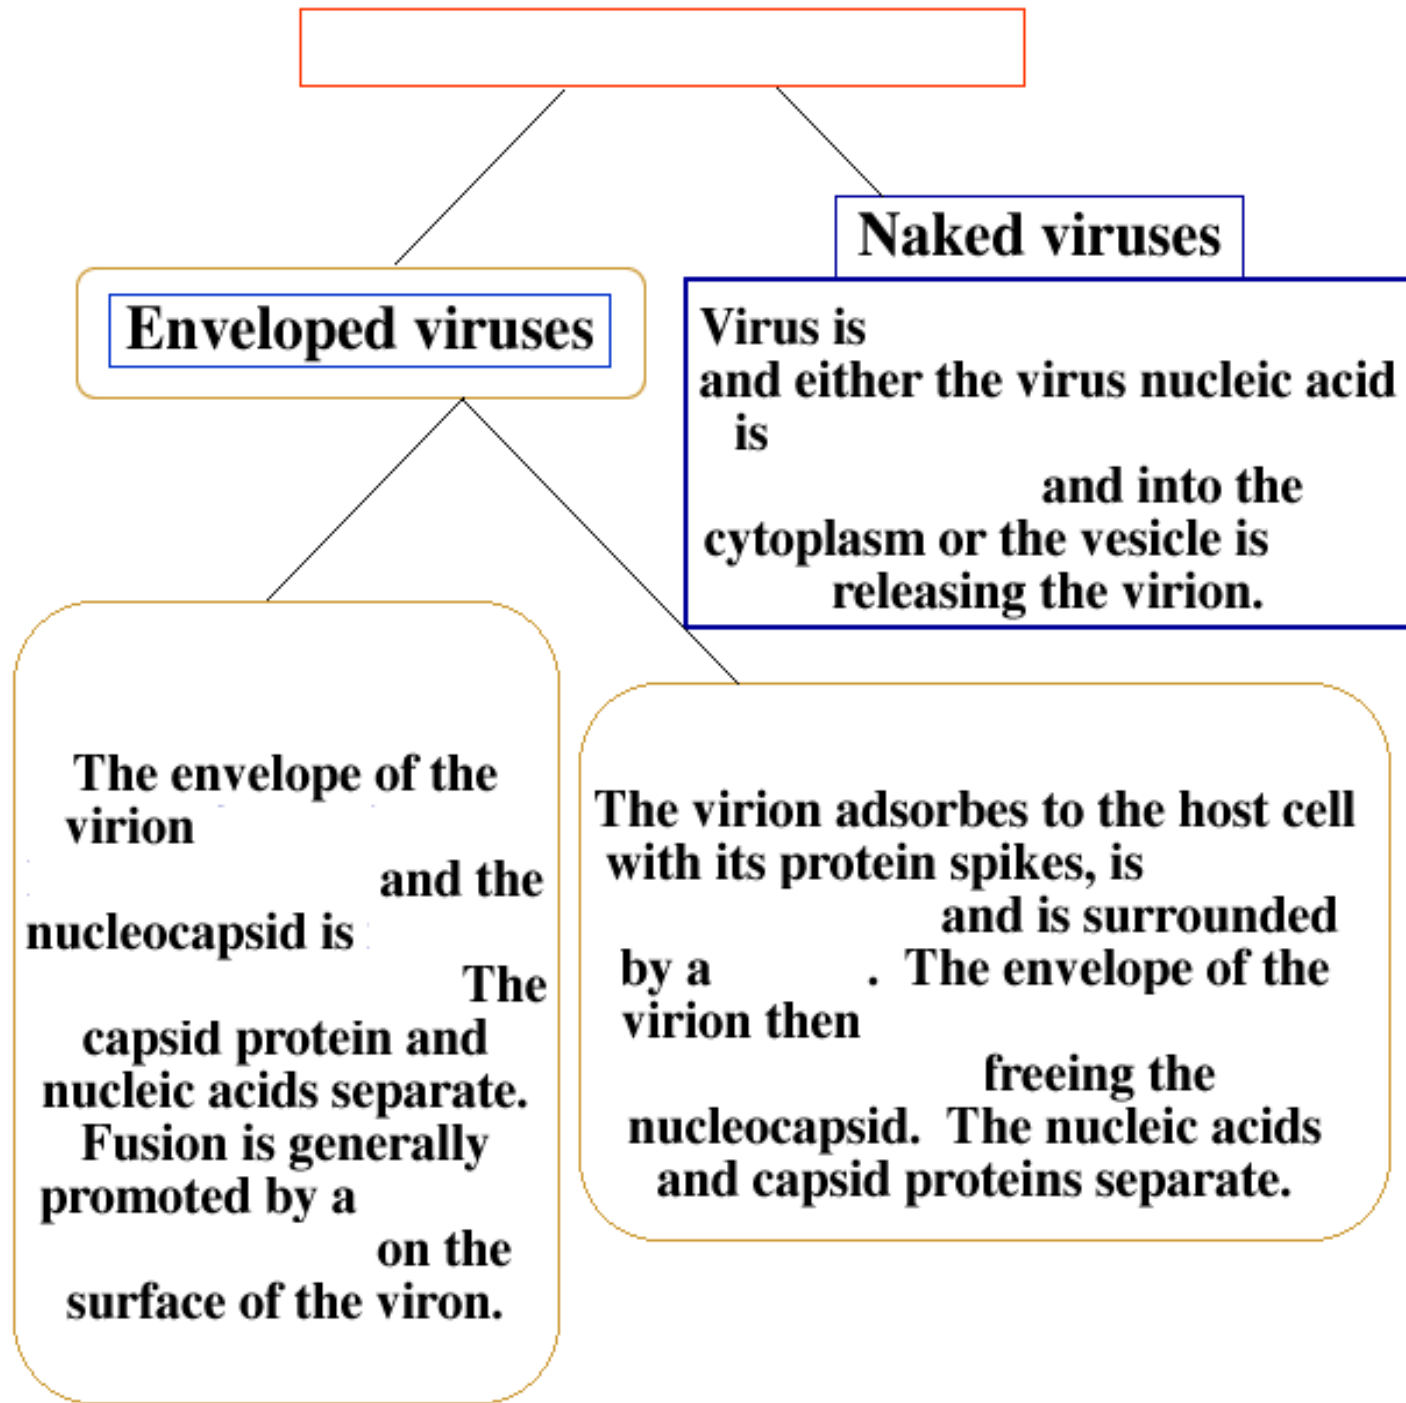 Naked viruses
Enveloped viruses
Virus is
and either the virus nucleic acid
is
and into the
cytoplasm or the vesicle is
releasing the virion.
The envelope of the
virion
and the
nucleocapsid is
The
capsid protein and
nucleic acids separate.
Fusion is generally
promoted by a
on the
surface of the viron.
The virion adsorbes to the host cell
with its protein spikes, is
and is surrounded
by a . The envelope of the
virion then
freeing the
nucleocapsid. The nucleic acids
and capsid proteins separate.